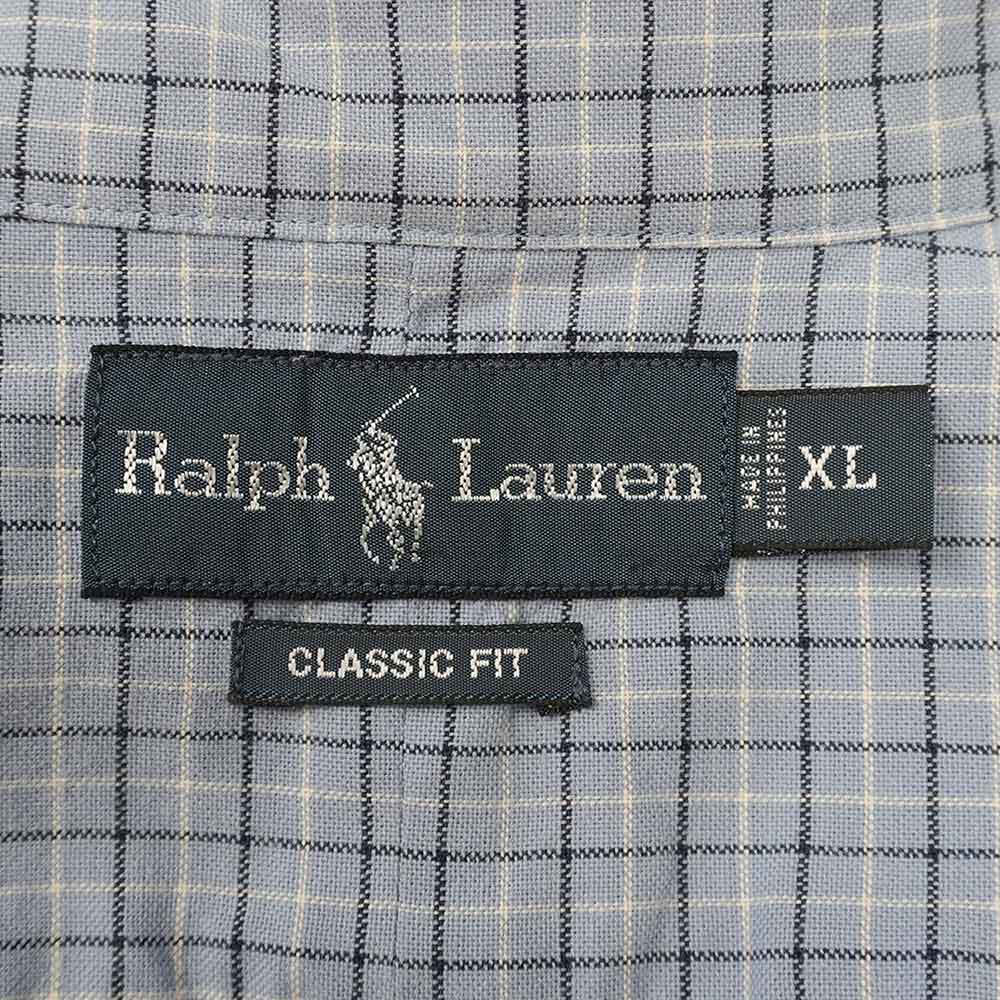 Ralph Lauren
MADE IN
PHILIPPINES
XL
CLASSIC FIT